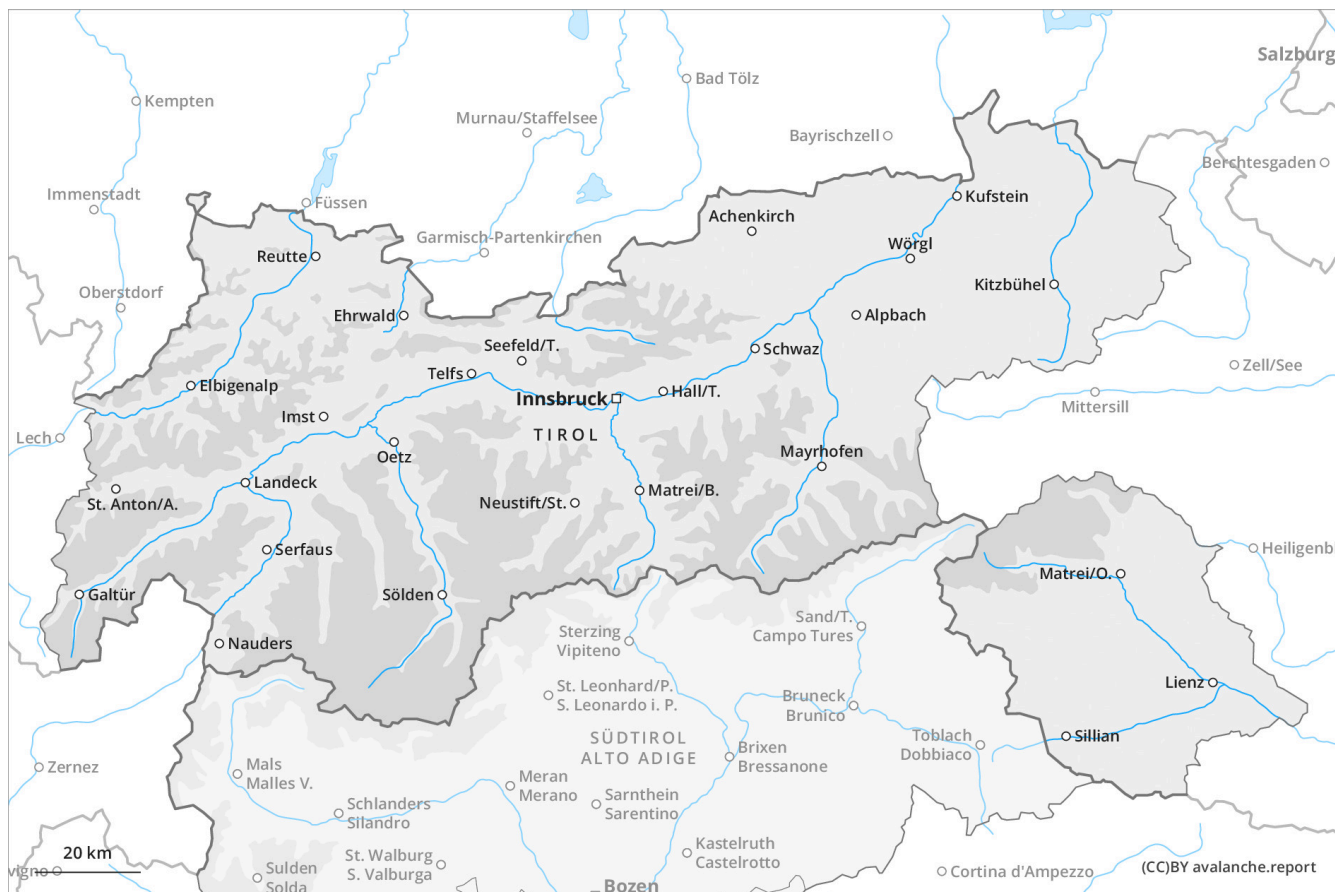 Salzburg
Bad Tölz
Kempten
Murnau/Staffelsee
Bayrischzell
Berchtesgaden
Immenstadt
Füssen
Kufstein
Achenkirch
Garmisch-Partenkirchen
Wörgl
Reutte
Kitzbühel
Oberstdorf
Ehrwald
Alpbach
Seefeld/T.
Schwaz
Zell/See
Telfs
Elbigenalp
Hall/T.
Innsbruck
Mittersill
Imst
TIROL
Lech
Oetz
Mayrhofen
Landeck
Matrei/B.
St. Anton/A.
Neustift/St.
Serfaus
Heiligenb
Matrei/O.
Galtür
Sölden
Sand/T.
Campo Tures
Sterzing
Vipiteno
Nauders
Lienz
St. Leonhard/P.
S. Leonardo i. P.
Bruneck
Brunico
SÜDTIROL
ALTO ADIGE
Sillian
Toblach
Dobbiaco
Brixen
Bressanone
Zernez
Mals
Malles V.
Meran
Merano
Sarnthein
Sarentino
Schlanders
Silandro
Kastelruth
Castelrotto
20 km
St. Walburg
S. Valburga
vigno
Sulden
Solda
Cortina d'Ampezzo
(CC)BY avalanche.report
Bozen